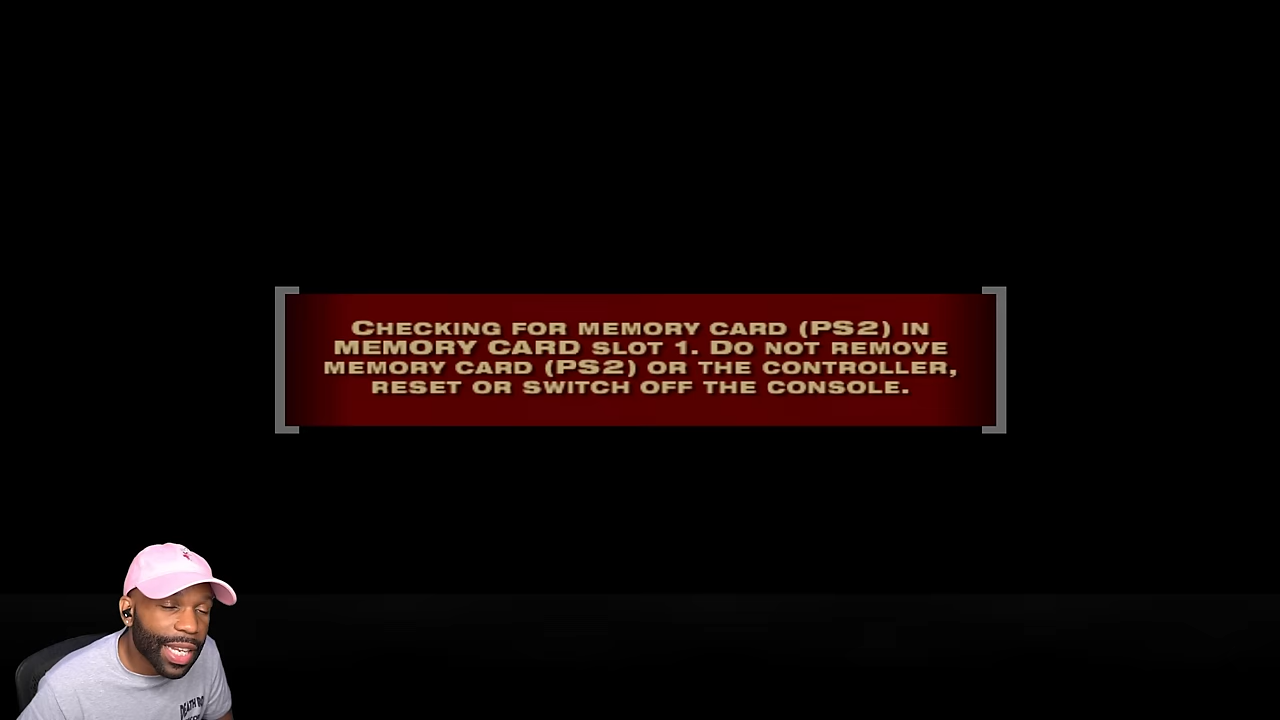 CHECKING FOR MEMORY CARD (PS2) IN
MEMORY CARD SLOT 1. DO NOT REMOVE
MEMORY CARD (PS2) OR THE CONTROLLER,
RESET OR SWITCH OFF THE CONSOLE.
DEATH